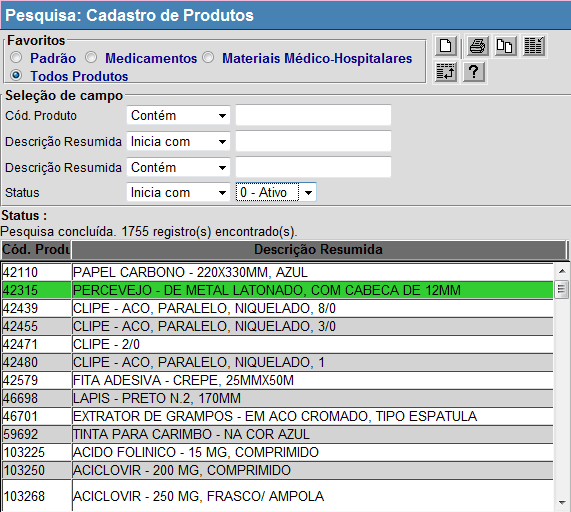 Pesquisa: Cadastro de Produtos
Favoritos
Padrão Medicamentos Materiais Médico-Hospitalares
Todos Produtos
Seleção de campo
Cód. Produto Contém
Descrição Resumida Inicia com
Descrição Resumida Contém
Status Inicia com 0 - Ativo
Status :
Pesquisa concluída. 1755 registro(s) encontrado(s).
Cód. Produ Descrição Resumida
42110 PAPEL CARBONO - 220X330MM, AZUL
42315 PERCEVEJO - DE METAL LATONADO, COM CABECA DE 12MM
42439 CLIPE - ACO, PARALELO, NIQUELADO, 8/0
42455 CLIPE - ACO, PARALELO, NIQUELADO, 3/0
42471 CLIPE - 2/0
42480 CLIPE - ACO, PARALELO, NIQUELADO, 1
42579 FITA ADESIVA - CREPE, 25MMX50M
46698 LAPIS - PRETO N.2, 170MM
46701 EXTRATOR DE GRAMPOS - EM ACO CROMADO, TIPO ESPATULA
59692 TINTA PARA CARIMBO - NA COR AZUL
103225 ACIDO FOLINICO - 15 MG, COMPRIMIDO
103250 ACICLOVIR - 200 MG, COMPRIMIDO
103268 ACICLOVIR - 250 MG, FRASCO/ AMPOLA